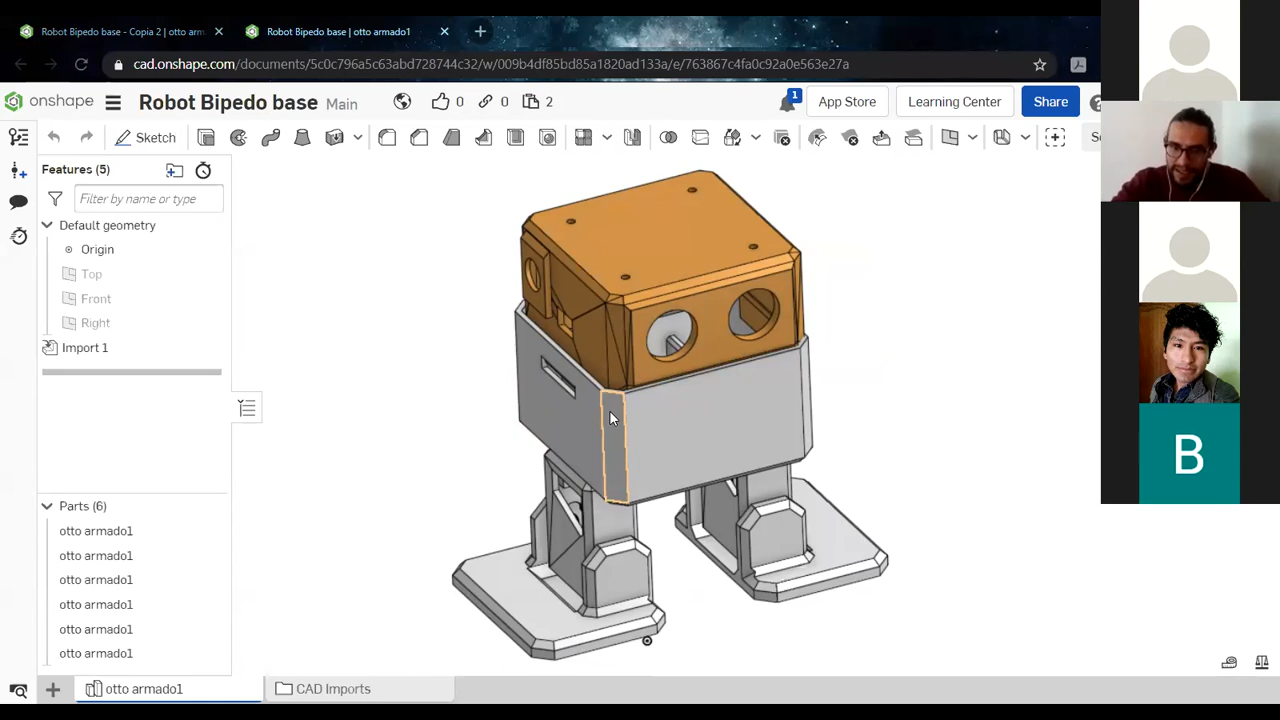 Robot Bipedo base - Copia 2 | otto arm
Robot Bipedo base | otto armado1
cad.onshape.com/documents/5c0c796a5c63abd728744c32/w/009b4df85bd85a1820ad133a/e/763867c4fa0c92a0e563e27a
onshape
Robot Bipedo base Main
0
0
2
1
App Store
Learning Center
Share
Sketch
Features (5)
Filter by name or type
Default geometry
Origin
Top
Front
Right
Import 1
Parts (6)
otto armado1
otto armado1
otto armado1
otto armado1
otto armado1
otto armado1
otto armado1
CAD Imports
B